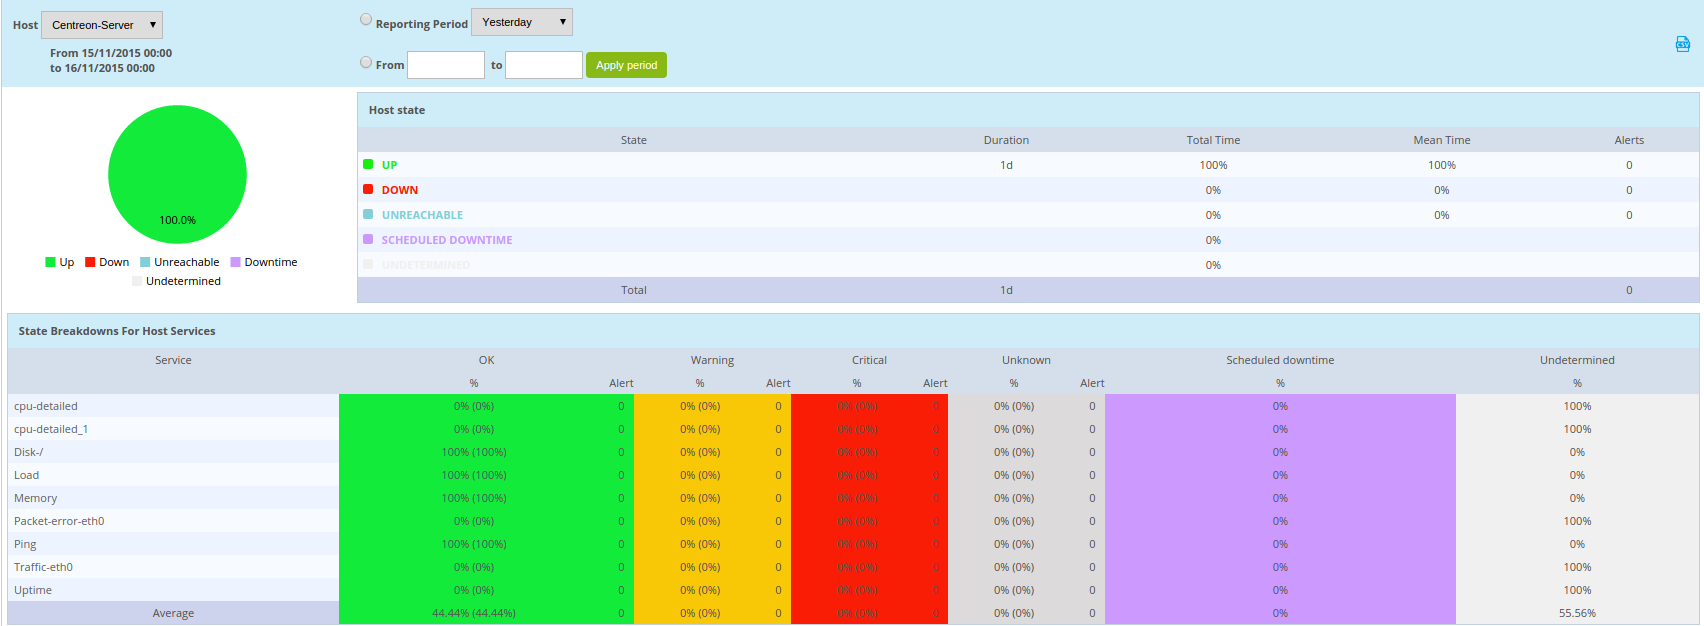 Host Centreon-Server Reporting Period Yesterday
From 15/11/2015 00:00
to 16/11/2015 00:00
From to Apply period
CSV
100.0%
Up Down Unreachable Downtime
Undetermined
Host state
State Duration Total Time Mean Time Alerts
UP 1d 100% 100% 0
DOWN 0% 0% 0
UNREACHABLE 0% 0% 0
SCHEDULED DOWNTIME 0%
UNDETERMINED 0%
Total 1d 0
State Breakdowns For Host Services
Service OK Warning Critical Unknown Scheduled downtime Undetermined
% Alert % Alert % Alert % Alert % %
cpu-detailed 0% (0%) 0 0% (0%) 0 0% (0%) 0 0% (0%) 0 0% 100%
cpu-detailed_1 0% (0%) 0 0% (0%) 0 0% (0%) 0 0% (0%) 0 0% 100%
Disk-/ 100% (100%) 0 0% (0%) 0 0% (0%) 0 0% (0%) 0 0% 0%
Load 100% (100%) 0 0% (0%) 0 0% (0%) 0 0% (0%) 0 0% 0%
Memory 100% (100%) 0 0% (0%) 0 0% (0%) 0 0% (0%) 0 0% 0%
Packet-error-eth0 0% (0%) 0 0% (0%) 0 0% (0%) 0 0% (0%) 0 0% 100%
Ping 100% (100%) 0 0% (0%) 0 0% (0%) 0 0% (0%) 0 0% 0%
Traffic-eth0 0% (0%) 0 0% (0%) 0 0% (0%) 0 0% (0%) 0 0% 100%
Uptime 0% (0%) 0 0% (0%) 0 0% (0%) 0 0% (0%) 0 0% 100%
Average 44.44% (44.44%) 0 0% (0%) 0 0% (0%) 0 0% (0%) 0 0% 55.56%